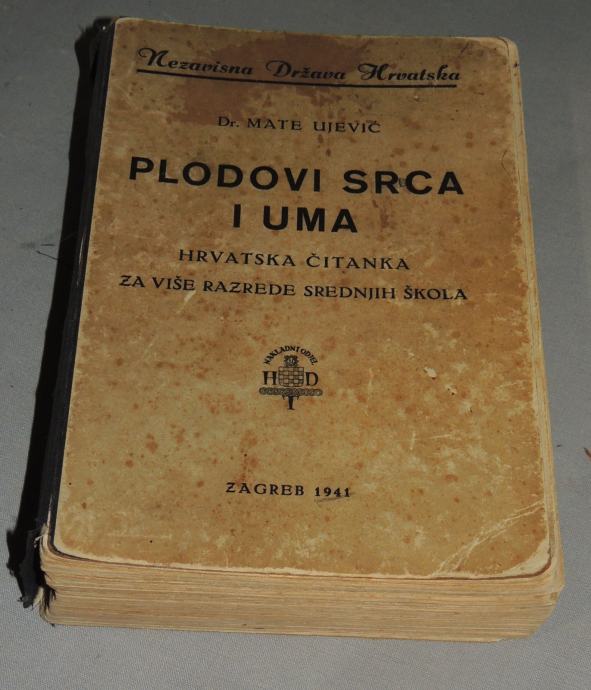 Nezavisna Država Hrvatska
Dr. MATE UJEVIĆ
PLODOVI SRCA
I UMA
HRVATSKA ČITANKA
ZA VIŠE RAZREDE SREDNJIH ŠKOLA
NAKLADNI ODJEL
H D
T
ZAGREB 1941